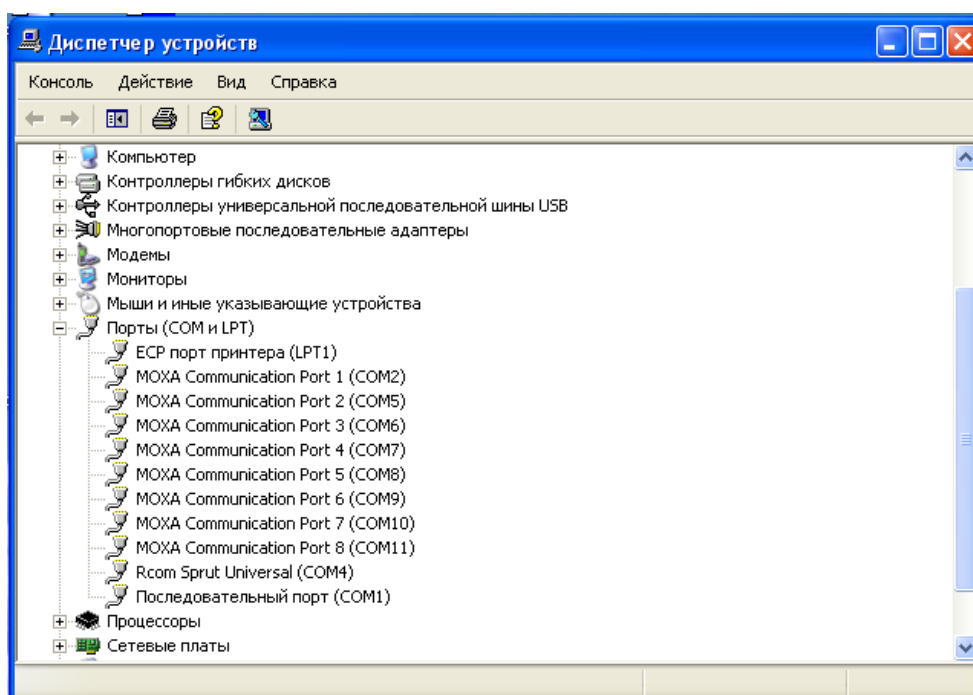 Диспетчер устройств
Консоль Действие Вид Справка
Компьютер
Контроллеры гибких дисков
Контроллеры универсальной последовательной шины USB
Многопортовые последовательные адаптеры
Модемы
Мониторы
Мыши и иные указывающие устройства
Порты (COM и LPT)
ECP порт принтера (LPT1)
MOXA Communication Port 1 (COM2)
MOXA Communication Port 2 (COM5)
MOXA Communication Port 3 (COM6)
MOXA Communication Port 4 (COM7)
MOXA Communication Port 5 (COM8)
MOXA Communication Port 6 (COM9)
MOXA Communication Port 7 (COM10)
MOXA Communication Port 8 (COM11)
Rcom Sprut Universal (COM4)
Последовательный порт (COM1)
Процессоры
Сетевые платы